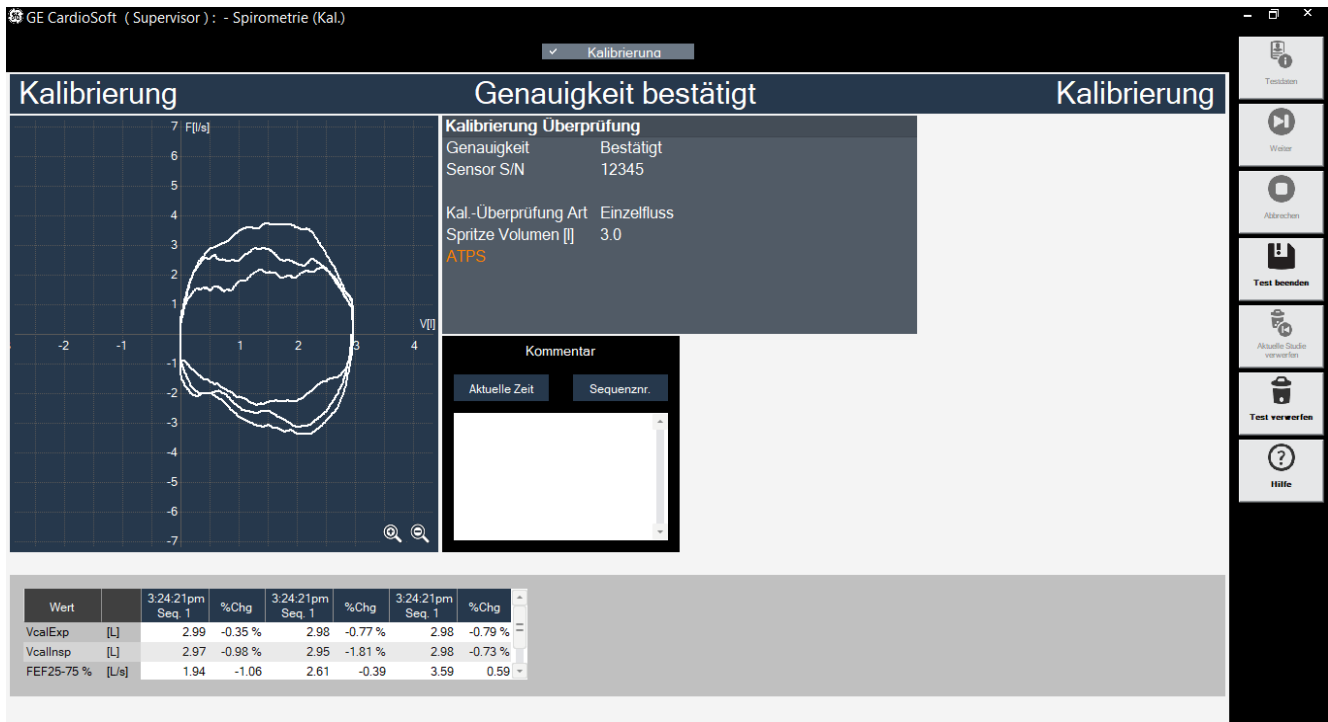 GE CardioSoft ( Supervisor ) : - Spirometrie (Kal.)
Kalibrierung
Kalibrierung Genauigkeit bestätigt Kalibrierung
7 F[l/s]
6
5
4
3
2
1
V[l]
-2 -1 1 2 3 4
-1
-2
-3
-4
-5
-6
-7
Kalibrierung Überprüfung
Genauigkeit Bestätigt
Sensor S/N 12345
Kal.-Überprüfung Art Einzelfluss
Spritze Volumen [l] 3.0
ATPS
Kommentar
Aktuelle Zeit Sequenznr.
Wert 3:24:21pm Seq. 1 %Chg 3:24:21pm Seq. 1 %Chg 3:24:21pm Seq. 1 %Chg
VcalExp [L] 2.99 -0.35 % 2.98 -0.77 % 2.98 -0.79 %
VcalInsp [L] 2.97 -0.98 % 2.95 -1.81 % 2.98 -0.73 %
FEF25-75 % [L/s] 1.94 -1.06 2.61 -0.39 3.59 0.59
Testdaten
Weiter
Abbrechen
Test beenden
Aktuelle Studie
verwerfen
Test verwerfen
Hilfe